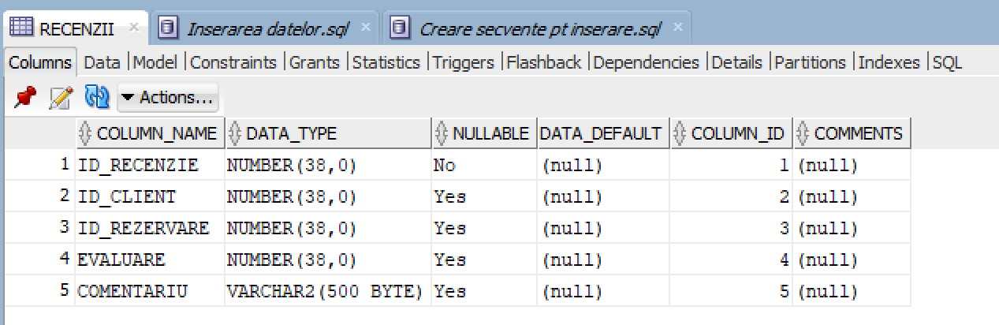 RECENZII × Inserarea datelor.sql × Creare secvente pt inserare.sql ×
Columns Data |Model |Constraints |Grants |Statistics |Triggers |Flashback |Dependencies |Details |Partitions |Indexes |SQL
Actions...
COLUMN_NAME DATA_TYPE NULLABLE DATA_DEFAULT COLUMN_ID COMMENTS
1 ID_RECENZIE NUMBER(38,0) No (null) 1 (null)
2 ID_CLIENT NUMBER(38,0) Yes (null) 2 (null)
3 ID_REZERVARE NUMBER(38,0) Yes (null) 3 (null)
4 EVALUARE NUMBER(38,0) Yes (null) 4 (null)
5 COMENTARIU VARCHAR2(500 BYTE) Yes (null) 5 (null)